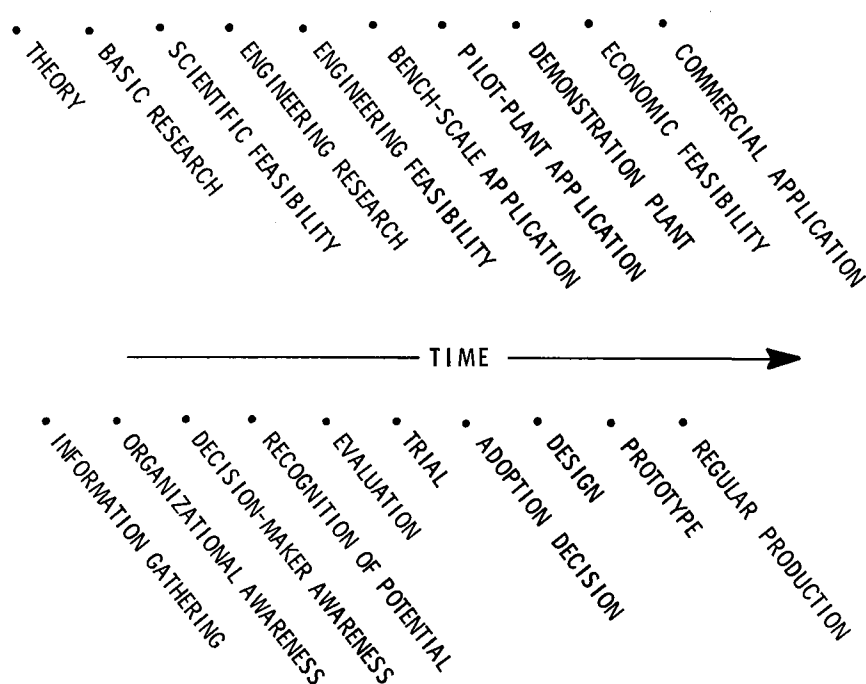 • THEORY
• BASIC RESEARCH
• SCIENTIFIC FEASIBILITY
• ENGINEERING RESEARCH
• ENGINEERING FEASIBILITY
• BENCH-SCALE APPLICATION
• PILOT-PLANT APPLICATION
• DEMONSTRATION PLANT
• ECONOMIC FEASIBILITY
• COMMERCIAL APPLICATION
TIME
• INFORMATION GATHERING
• ORGANIZATIONAL AWARENESS
• DECISION-MAKER AWARENESS
• RECOGNITION OF POTENTIAL
• EVALUATION
• TRIAL
• ADOPTION DECISION
• DESIGN
• PROTOTYPE
• REGULAR PRODUCTION